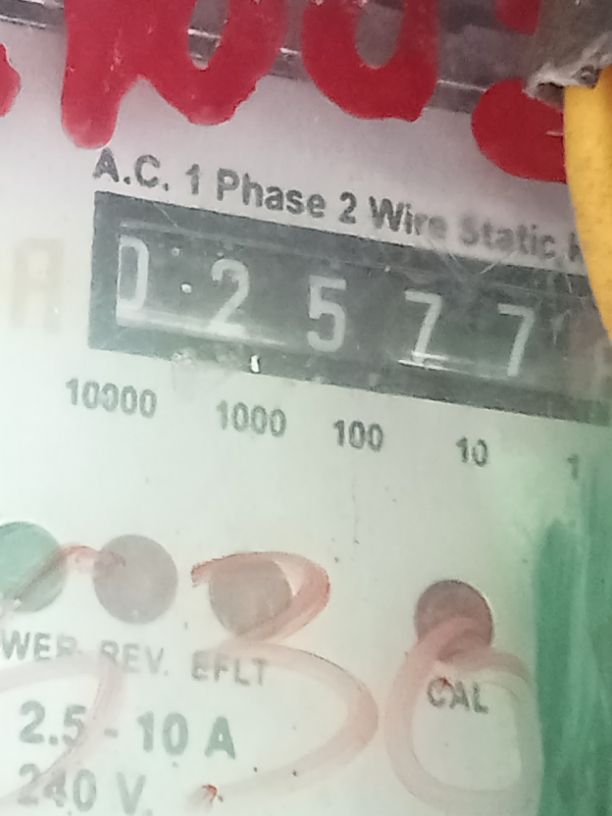 A.C. 1 Phase 2 Wire Static
0 2 5 7 7
10000 1000 100 10 1
REV. EFLT
CAL
2.5 - 10 A
240 V.